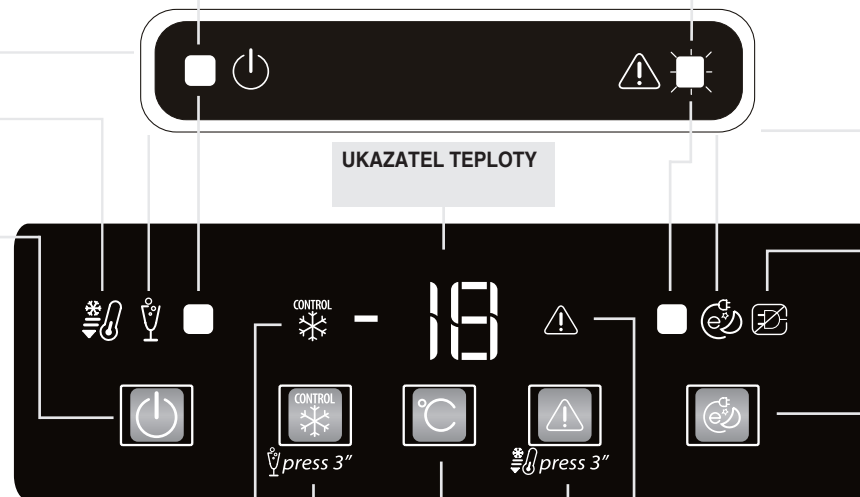 UKAZATEL TEPLOTY
CONTROL
- 18
e
CONTROL
°C
e
press 3”
press 3”